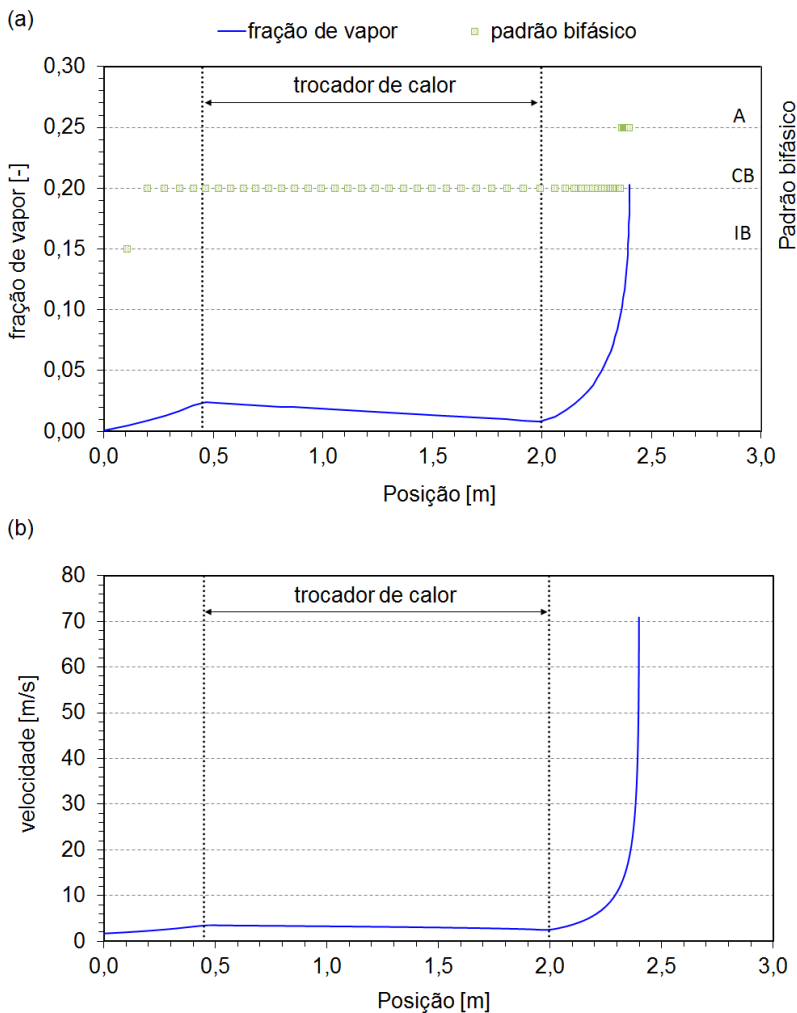 (a)
fração de vapor
padrão bifásico
0,30
0,25
0,20
0,15
0,10
0,05
0,00
fração de vapor [-]
trocador de calor
A
CB
IB
Padrão bifásico
0,0
0,5
1,0
1,5
2,0
2,5
3,0
Posição [m]
(b)
80
70
60
50
40
30
20
10
0
velocidade [m/s]
trocador de calor
0,0
0,5
1,0
1,5
2,0
2,5
3,0
Posição [m]